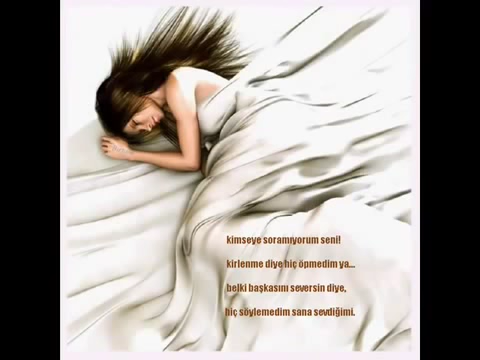 kimseye soramıyorum seni!
kirlenme diye hiç öpmedim ya...
belki başkasını seversin diye,
hiç söylemedim sana sevdiğimi.